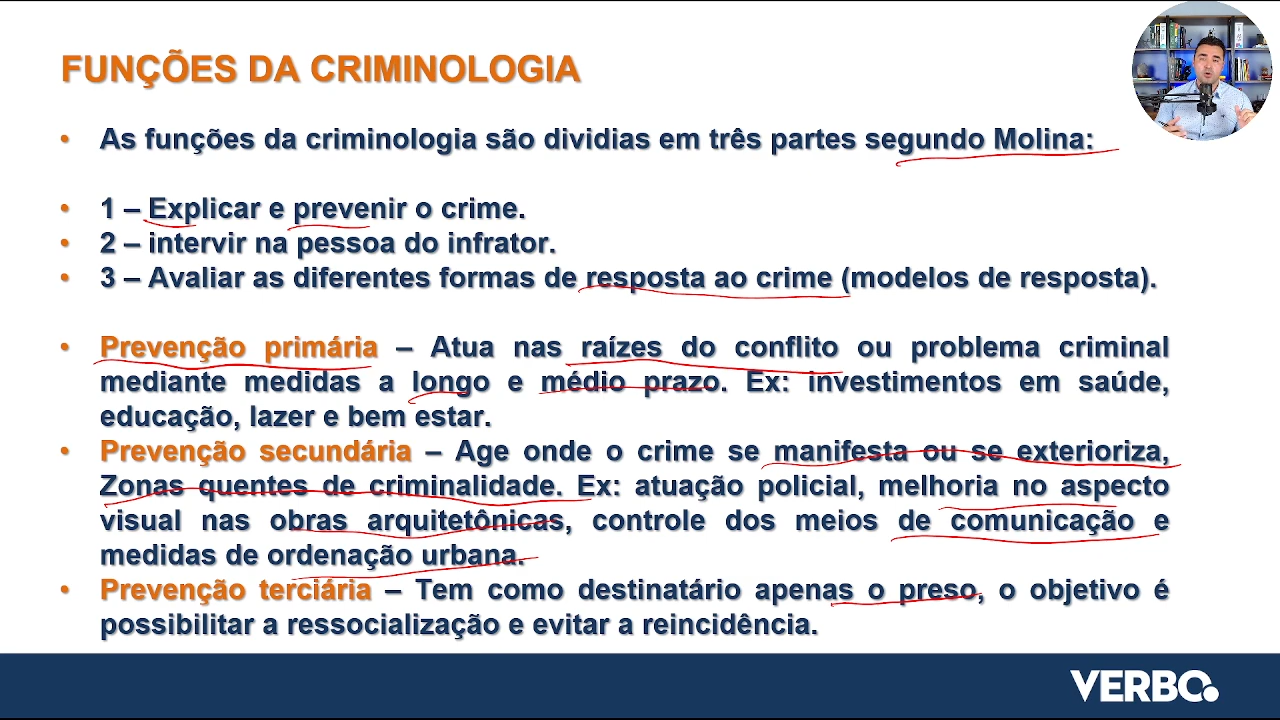 FUNÇÕES DA CRIMINOLOGIA
• As funções da criminologia são dividias em três partes segundo Molina:
• 1 – Explicar e prevenir o crime.
• 2 – intervir na pessoa do infrator.
• 3 – Avaliar as diferentes formas de resposta ao crime (modelos de resposta).
• Prevenção primária – Atua nas raízes do conflito ou problema criminal
mediante medidas a longo e médio prazo. Ex: investimentos em saúde,
educação, lazer e bem estar.
• Prevenção secundária – Age onde o crime se manifesta ou se exterioriza,
Zonas quentes de criminalidade. Ex: atuação policial, melhoria no aspecto
visual nas obras arquitetônicas, controle dos meios de comunicação e
medidas de ordenação urbana.
• Prevenção terciária – Tem como destinatário apenas o preso, o objetivo é
possibilitar a ressocialização e evitar a reincidência.
VERBO